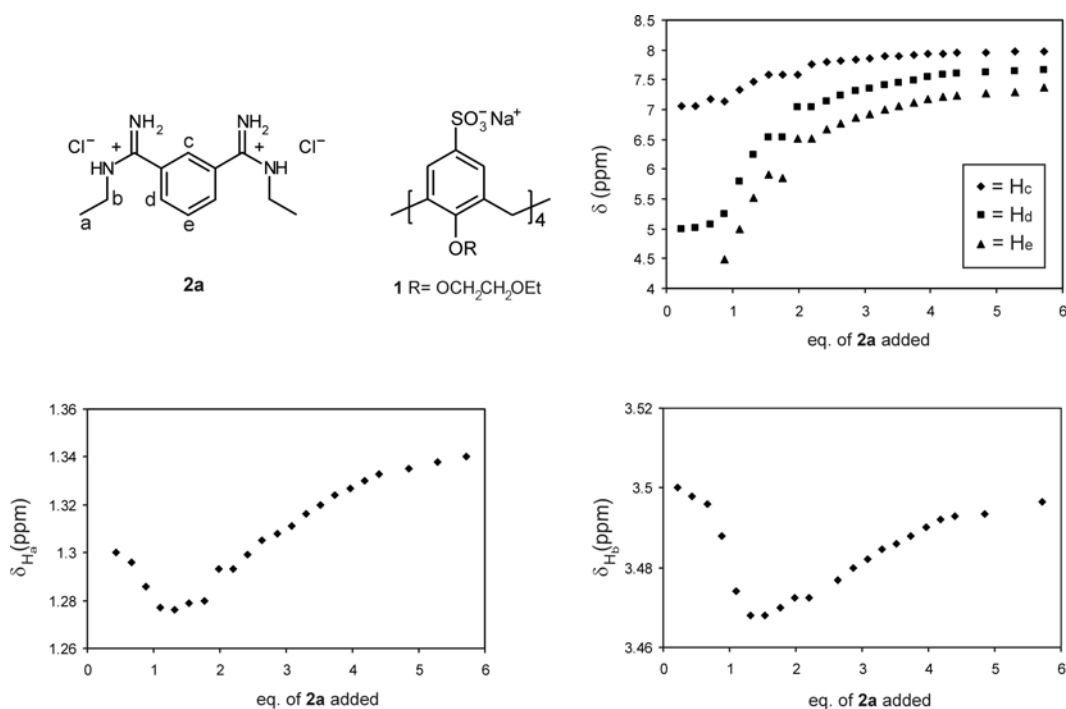 NH₂
NH₂
Cl⁻
+
c
+
Cl⁻
HN
NH
b
d
a
e
2a
SO₃⁻Na⁺
4
OR
1 R= OCH₂CH₂OEt
8
7.5
7
6.5
6
5.5
5
4.5
4
δ (ppm)
= Hc
= Hd
= He
0 1 2 3 4 5 6
eq. of 2a added
1.36
1.34
1.32
1.3
1.28
1.26
δHa(ppm)
0 1 2 3 4 5 6
eq. of 2a added
3.52
3.5
3.48
3.46
δHb(ppm)
0 1 2 3 4 5 6
eq. of 2a added